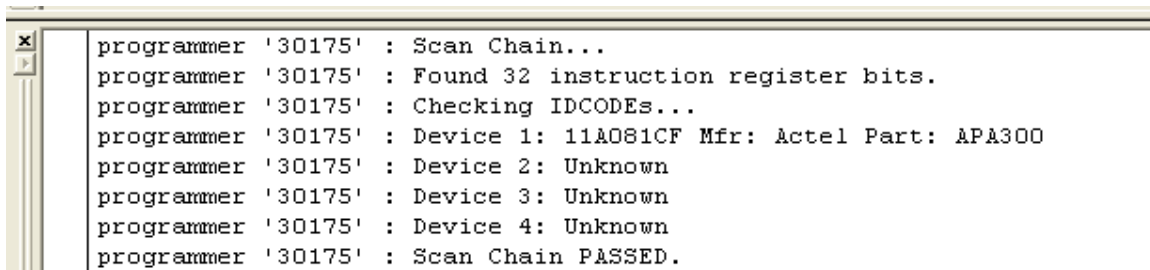 programmer '30175' : Scan Chain...
programmer '30175' : Found 32 instruction register bits.
programmer '30175' : Checking IDCODEs...
programmer '30175' : Device 1: 11A081CF Mfr: Actel Part: APA300
programmer '30175' : Device 2: Unknown
programmer '30175' : Device 3: Unknown
programmer '30175' : Device 4: Unknown
programmer '30175' : Scan Chain PASSED.